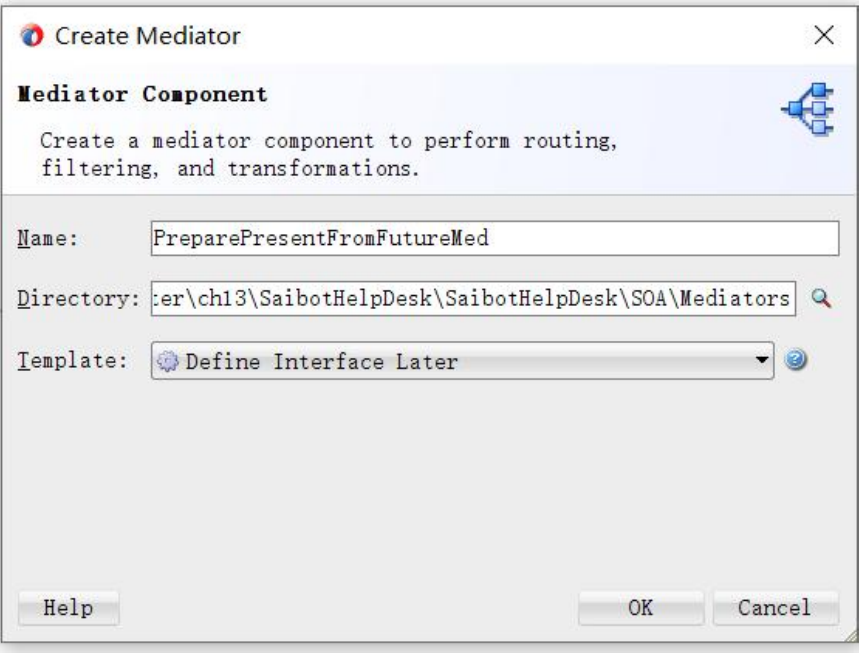 Create Mediator
Mediator Component
Create a mediator component to perform routing,
filtering, and transformations.
Name: PreparePresentFromFutureMed
Directory: :er\ch13\SaibotHelpDesk\SaibotHelpDesk\SOA\Mediators
Template: Define Interface Later
Help OK Cancel